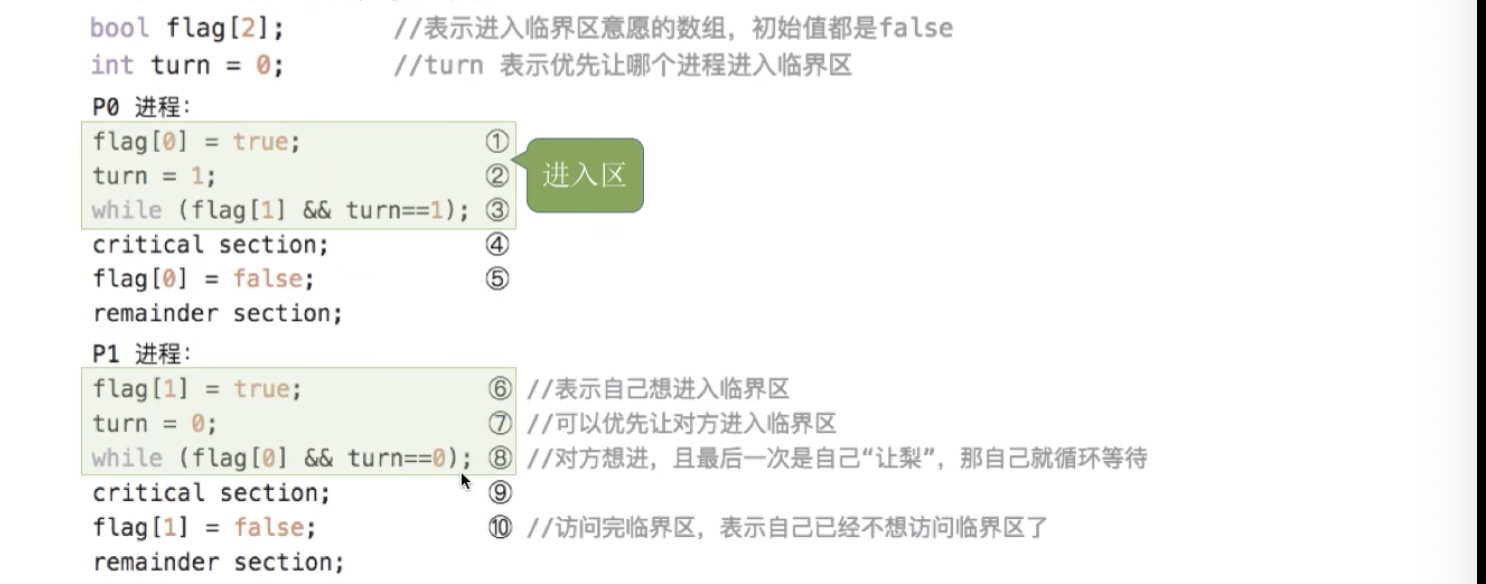 bool flag[2]; //表示进入临界区意愿的数组，初始值都是false
int turn = 0; //turn 表示优先让哪个进程进入临界区
P0 进程：
flag[0] = true; ①
turn = 1; ②
while (flag[1] && turn==1); ③
进入区
critical section; ④
flag[0] = false; ⑤
remainder section;
P1 进程：
flag[1] = true; ⑥ //表示自己想进入临界区
turn = 0; ⑦ //可以优先让对方进入临界区
while (flag[0] && turn==0); ⑧ //对方想进，且最后一次是自己“让梨”，那自己就循环等待
critical section; ⑨
flag[1] = false; ⑩ //访问完临界区，表示自己已经不想访问临界区了
remainder section;